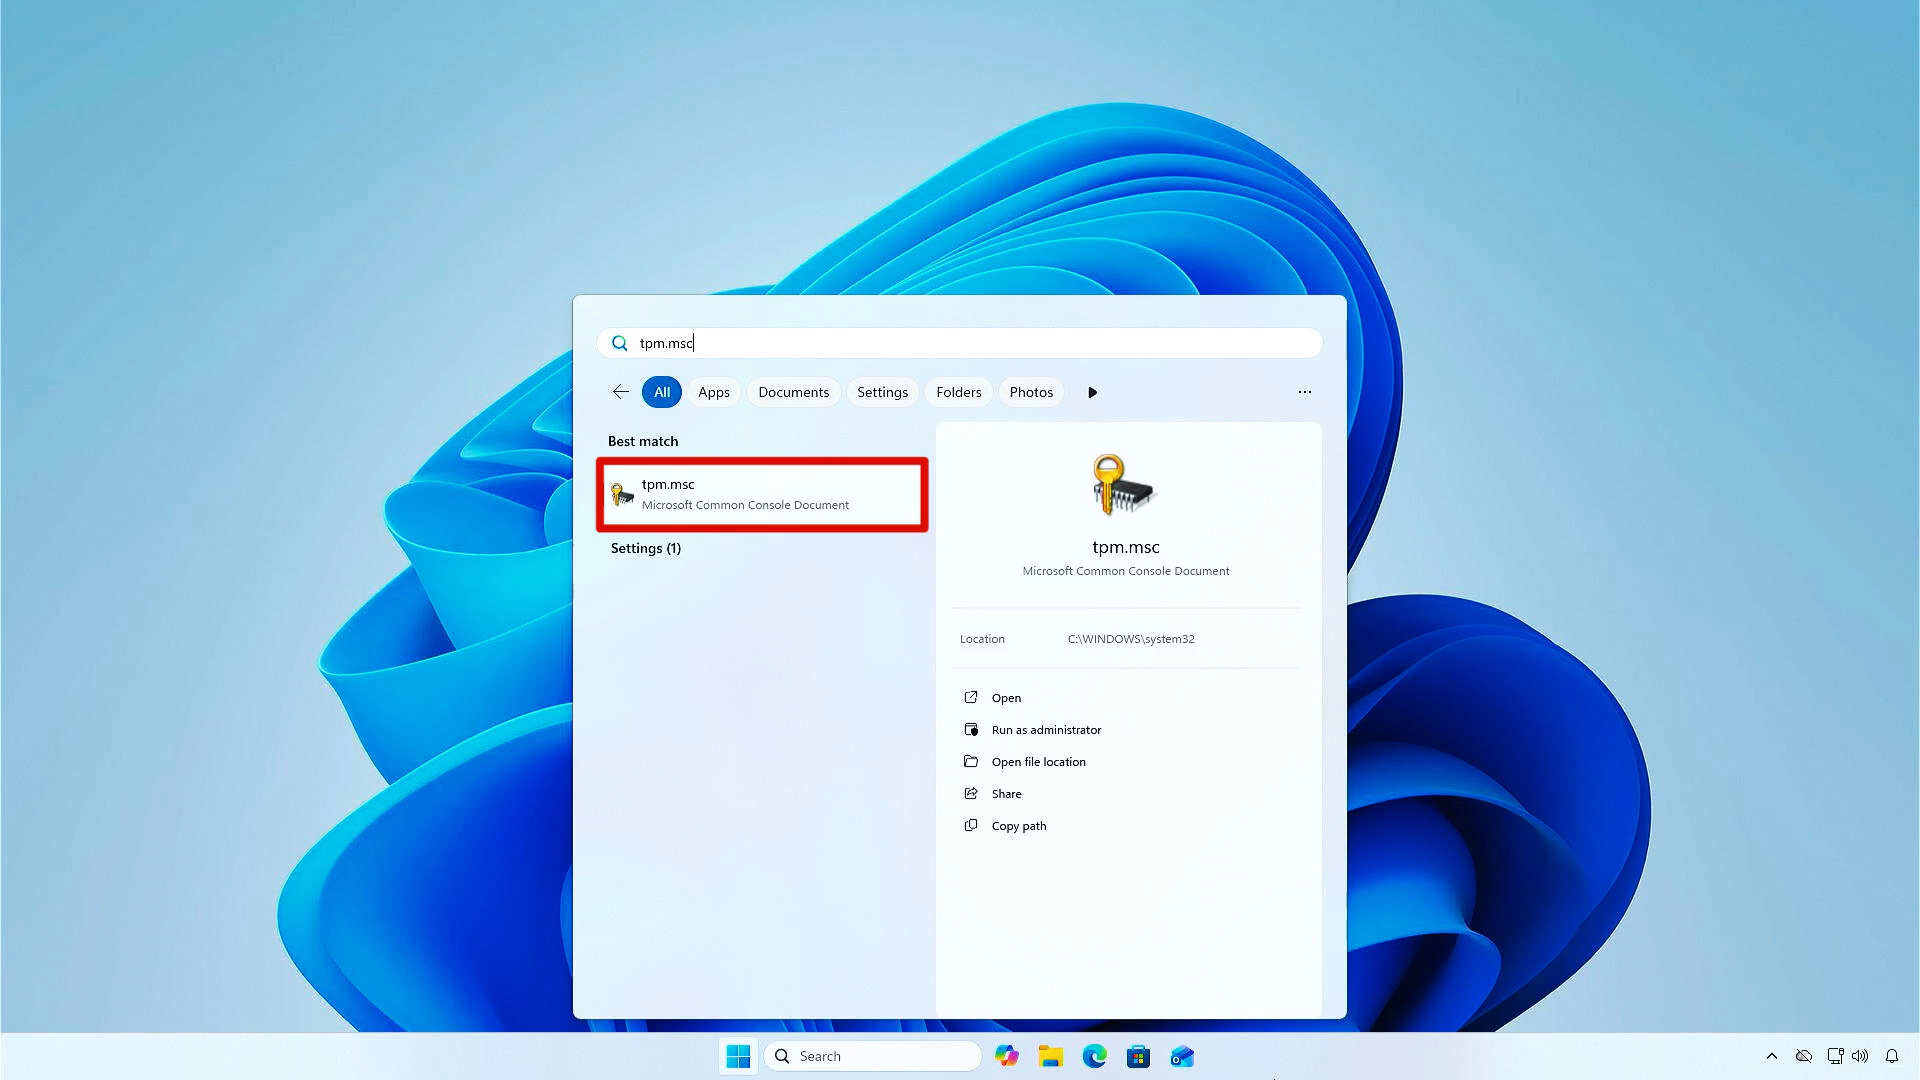 tpm.msc
All Apps Documents Settings Folders Photos
Best match
tpm.msc
Microsoft Common Console Document
Settings (1)
tpm.msc
Microsoft Common Console Document
Location C:\WINDOWS\system32
Open
Run as administrator
Open file location
Share
Copy path
Search